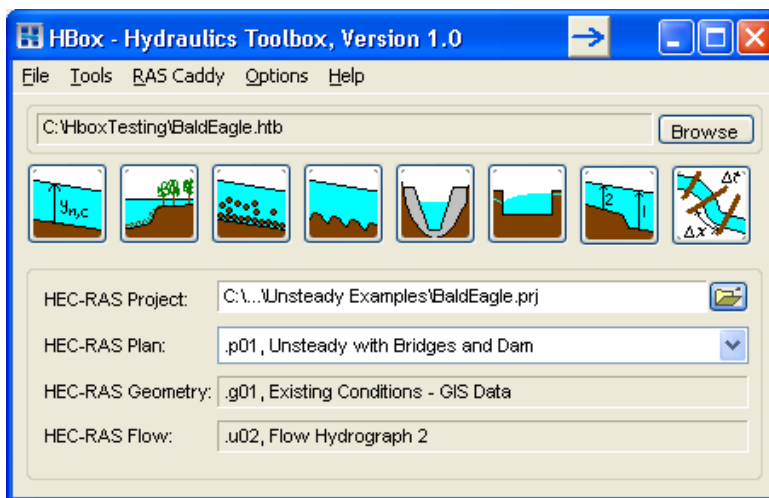 HBox - Hydraulics Toolbox, Version 1.0
File Tools RAS Caddy Options Help
C:\HboxTesting\BaldEagle.htb Browse
yn,c 2 1 Δt Δx
HEC-RAS Project: C:\...\Unsteady Examples\BaldEagle.prj
HEC-RAS Plan: .p01, Unsteady with Bridges and Dam
HEC-RAS Geometry: .g01, Existing Conditions - GIS Data
HEC-RAS Flow: .u02, Flow Hydrograph 2